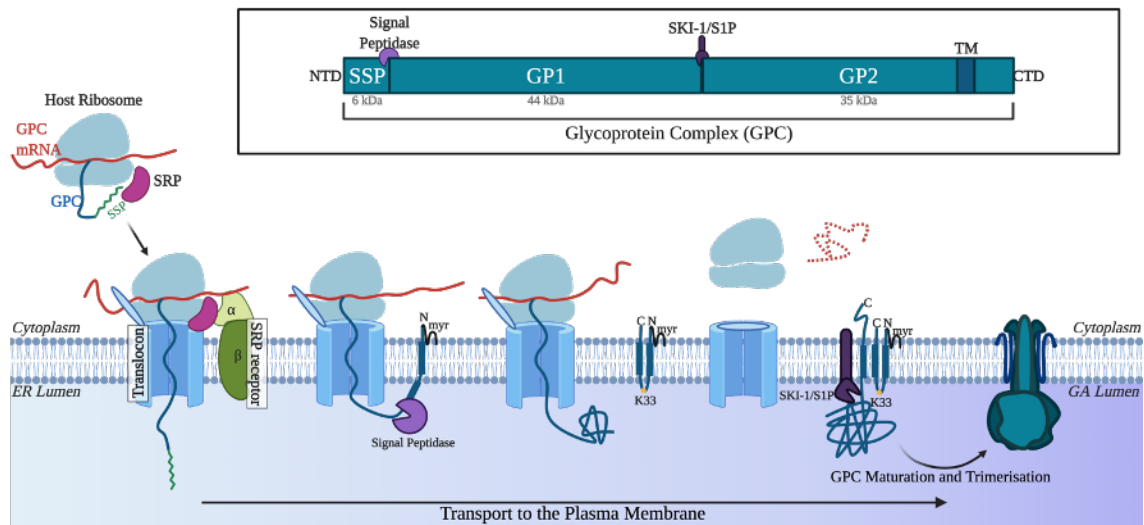 Signal
Peptidase
SKI-1/S1P
TM
NTD
SSP
GP1
GP2
CTD
6 kDa
44 kDa
35 kDa
Glycoprotein Complex (GPC)
Host Ribosome
GPC
mRNA
SRP
GPC
SSP
Cytoplasm
ER Lumen
Translocon
α
β
SRP receptor
N
myr
Signal Peptidase
C N
myr
K33
C
C N
myr
SKI-1/S1P
K33
Cytoplasm
GA Lumen
GPC Maturation and Trimerisation
Transport to the Plasma Membrane